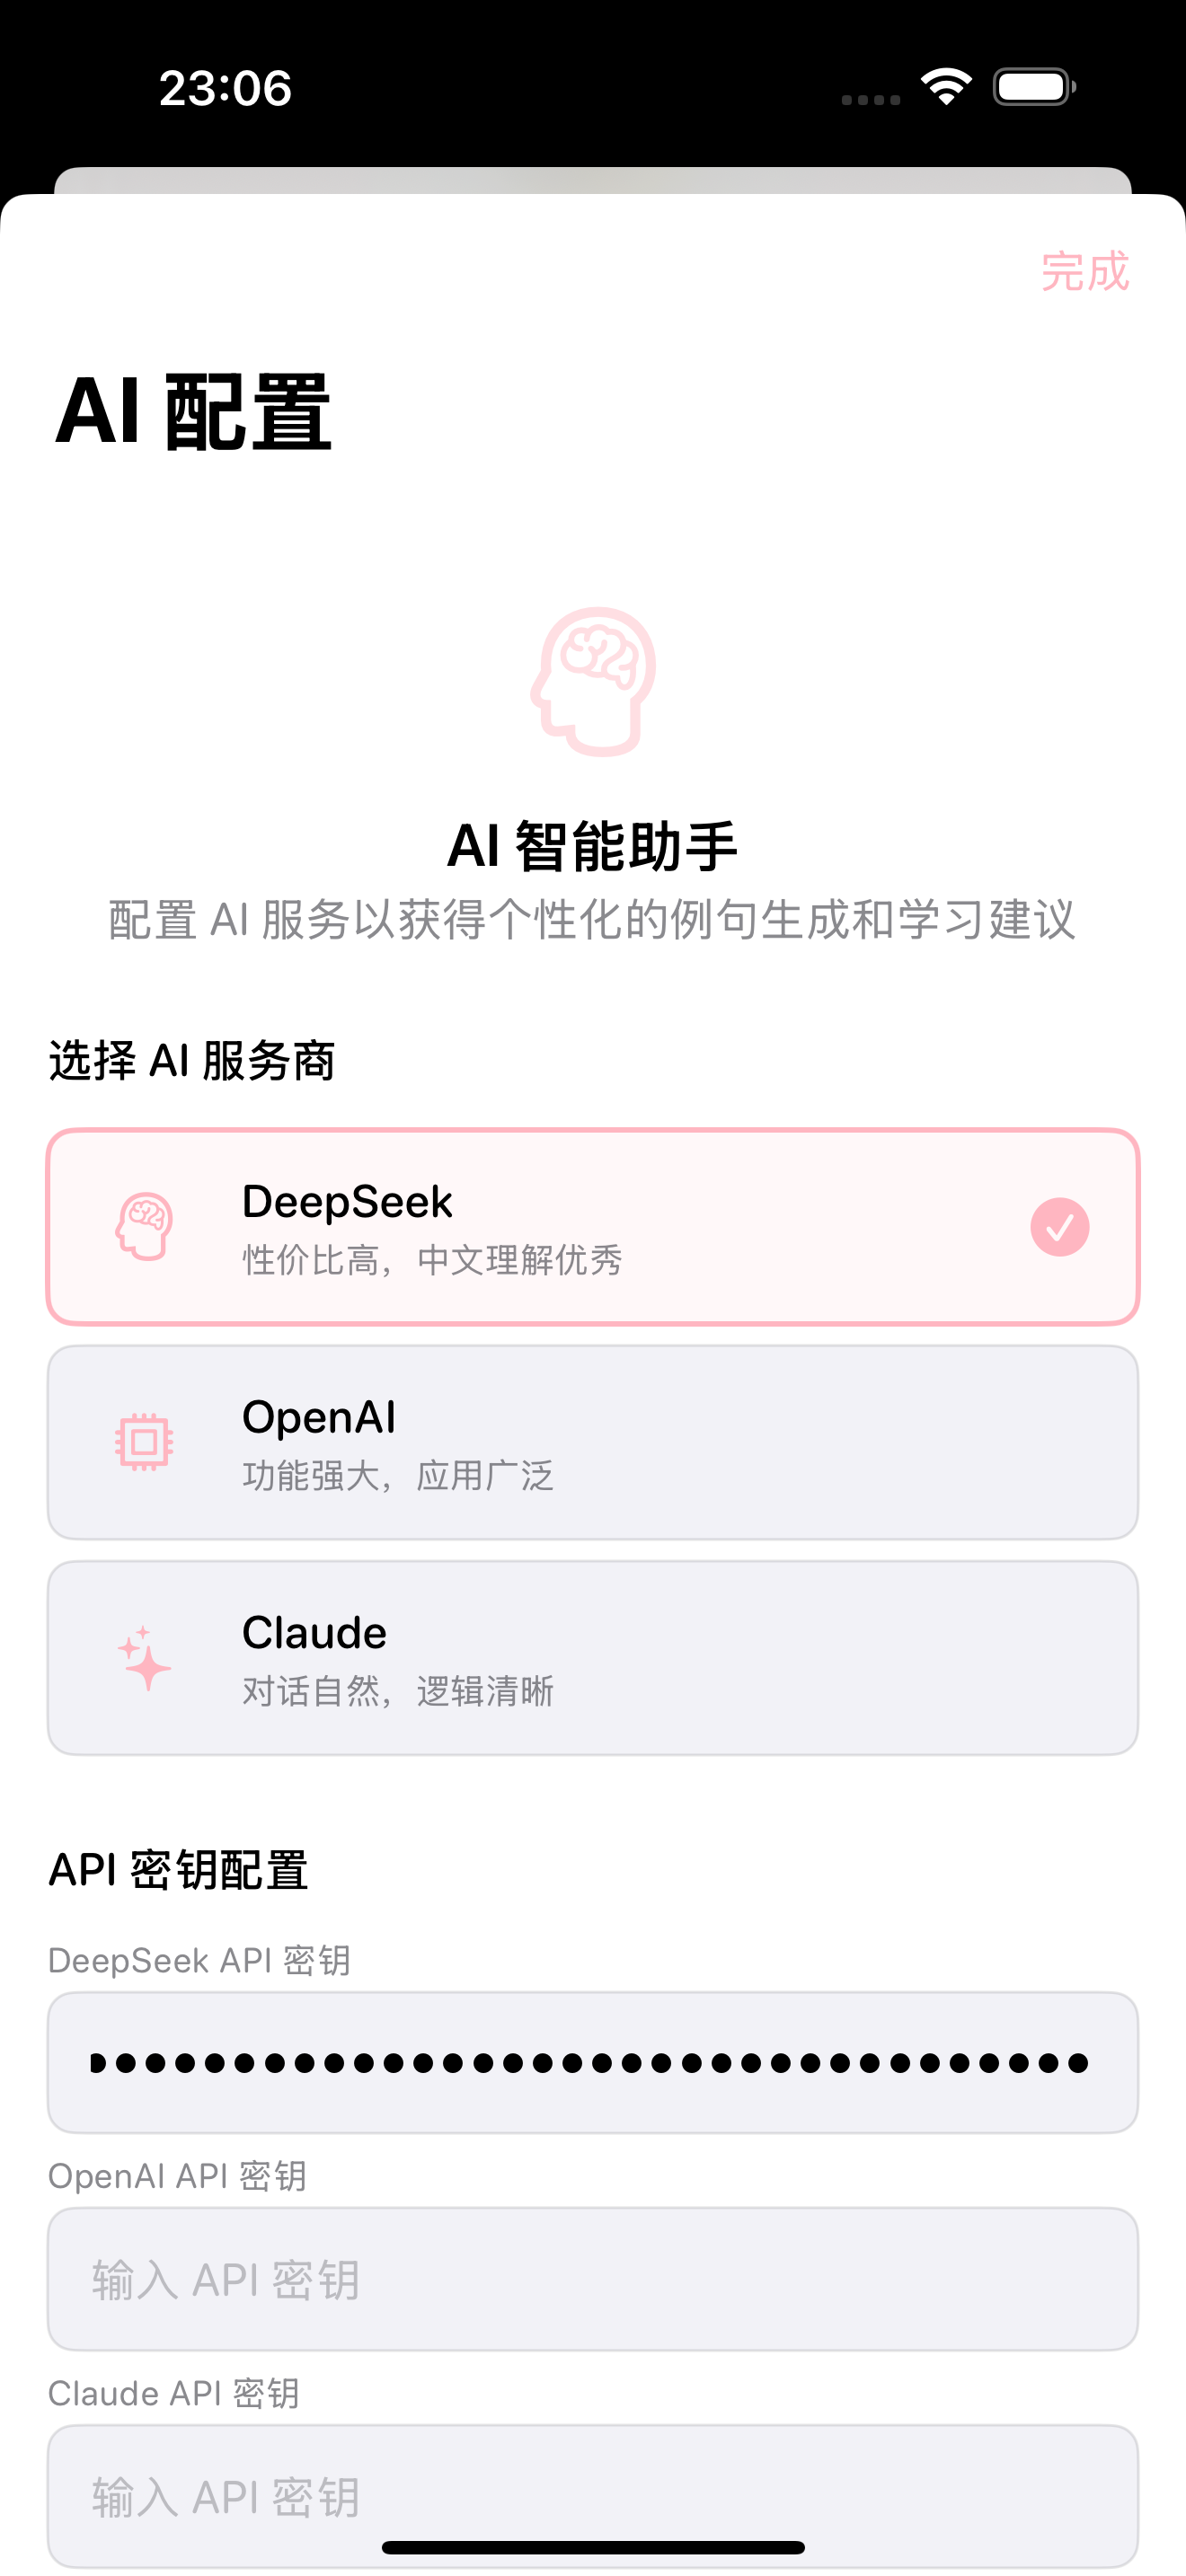 23:06
完成
AI 配置
AI 智能助手
配置 AI 服务以获得个性化的例句生成和学习建议
选择 AI 服务商
DeepSeek
性价比高，中文理解优秀
OpenAI
功能强大，应用广泛
Claude
对话自然，逻辑清晰
API 密钥配置
DeepSeek API 密钥
OpenAI API 密钥
输入 API 密钥
Claude API 密钥
输入 API 密钥